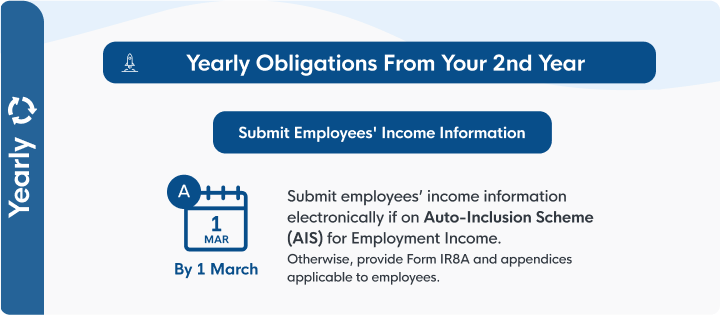 Yearly
Yearly Obligations From Your 2nd Year
Submit Employees' Income Information
A
1
MAR
By 1 March
Submit employees’ income information
electronically if on Auto-Inclusion Scheme
(AIS) for Employment Income.
Otherwise, provide Form IR8A and appendices
applicable to employees.